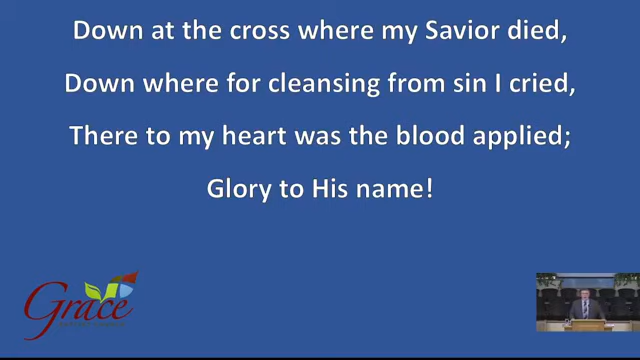 Down at the cross where my Savior died,
Down where for cleansing from sin I cried,
There to my heart was the blood applied;
Glory to His name!
Grace